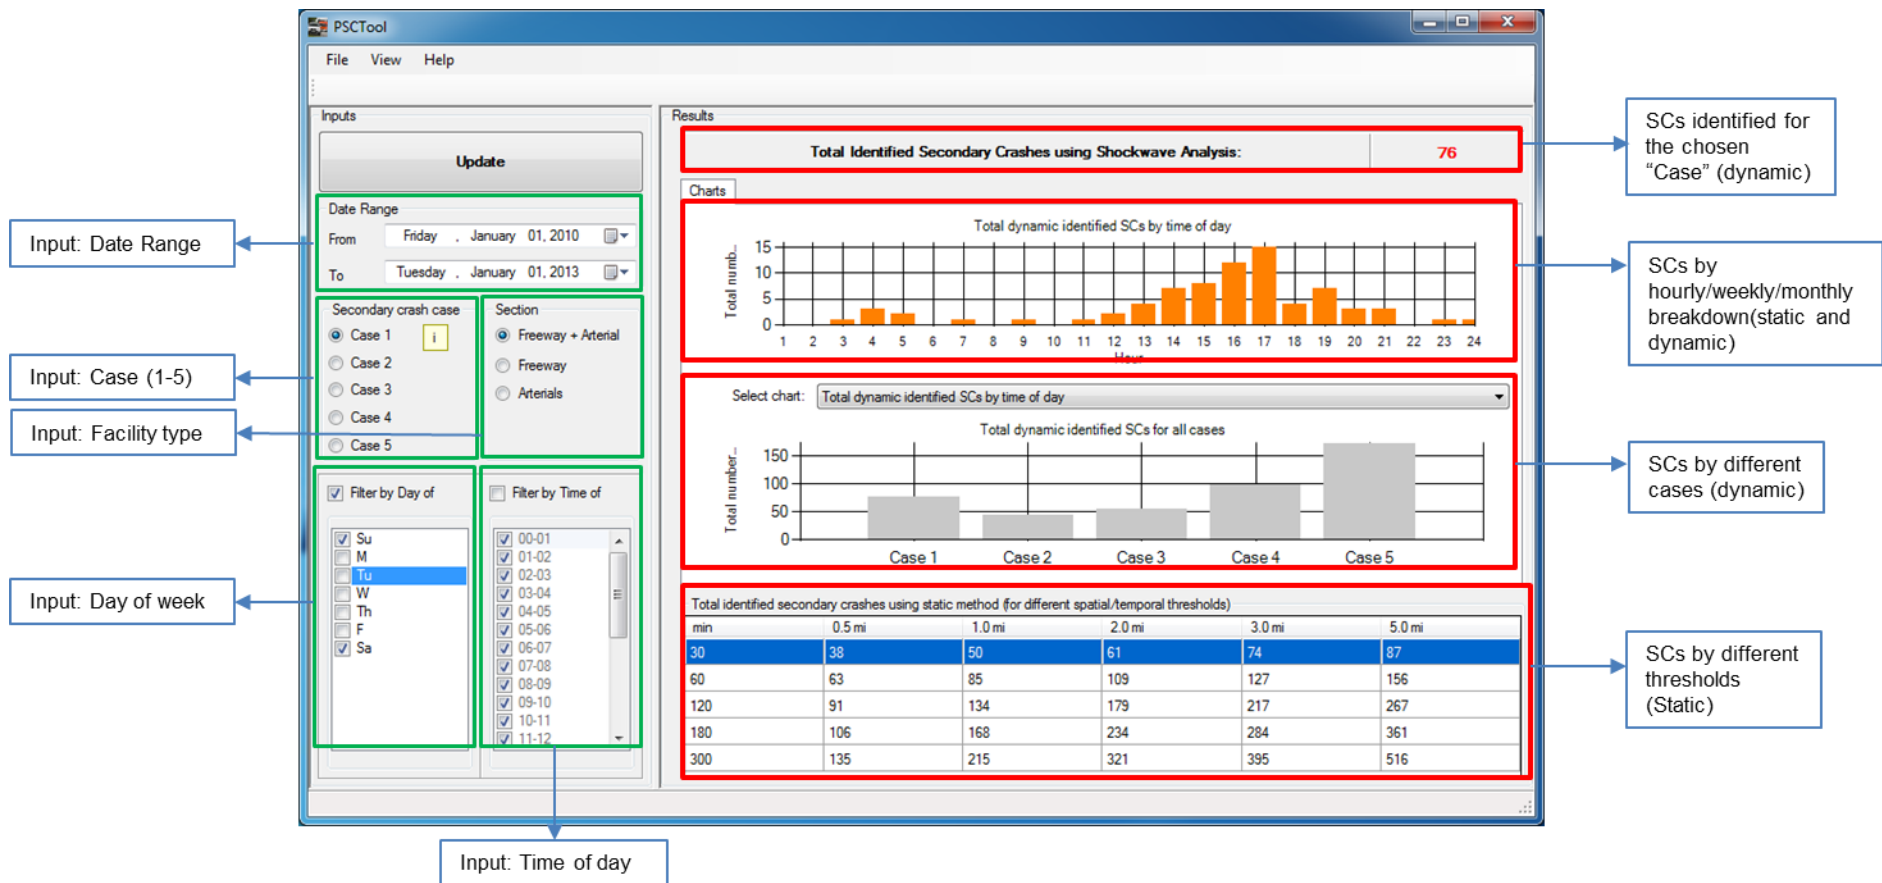 PSCTool
File View Help
Inputs
Update
Date Range
From Friday , January 01, 2010
To Tuesday , January 01, 2013
Secondary crash case
Case 1 i
Case 2
Case 3
Case 4
Case 5
Section
Freeway + Arterial
Freeway
Arterials
Filter by Day of
Su
M
Tu
W
Th
F
Sa
Filter by Time of
00-01
01-02
02-03
03-04
04-05
05-06
06-07
07-08
08-09
09-10
10-11
11-12
Results
Total Identified Secondary Crashes using Shockwave Analysis: 76
Charts
Total dynamic identified SCs by time of day
Total numb...
15
10
5
0
1 2 3 4 5 6 7 8 9 10 11 12 13 14 15 16 17 18 19 20 21 22 23 24
Hour
Select chart: Total dynamic identified SCs by time of day
Total dynamic identified SCs for all cases
Total number...
150
100
50
0
Case 1 Case 2 Case 3 Case 4 Case 5
Total identified secondary crashes using static method (for different spatial/temporal thresholds)
min 0.5 mi 1.0 mi 2.0 mi 3.0 mi 5.0 mi
30 38 50 61 74 87
60 63 85 109 127 156
120 91 134 179 217 267
180 106 168 234 284 361
300 135 215 321 395 516
Input: Date Range
Input: Case (1-5)
Input: Facility type
Input: Day of week
Input: Time of day
SCs identified for
the chosen
“Case” (dynamic)
SCs by
hourly/weekly/monthly
breakdown(static and
dynamic)
SCs by different
cases (dynamic)
SCs by different
thresholds
(Static)